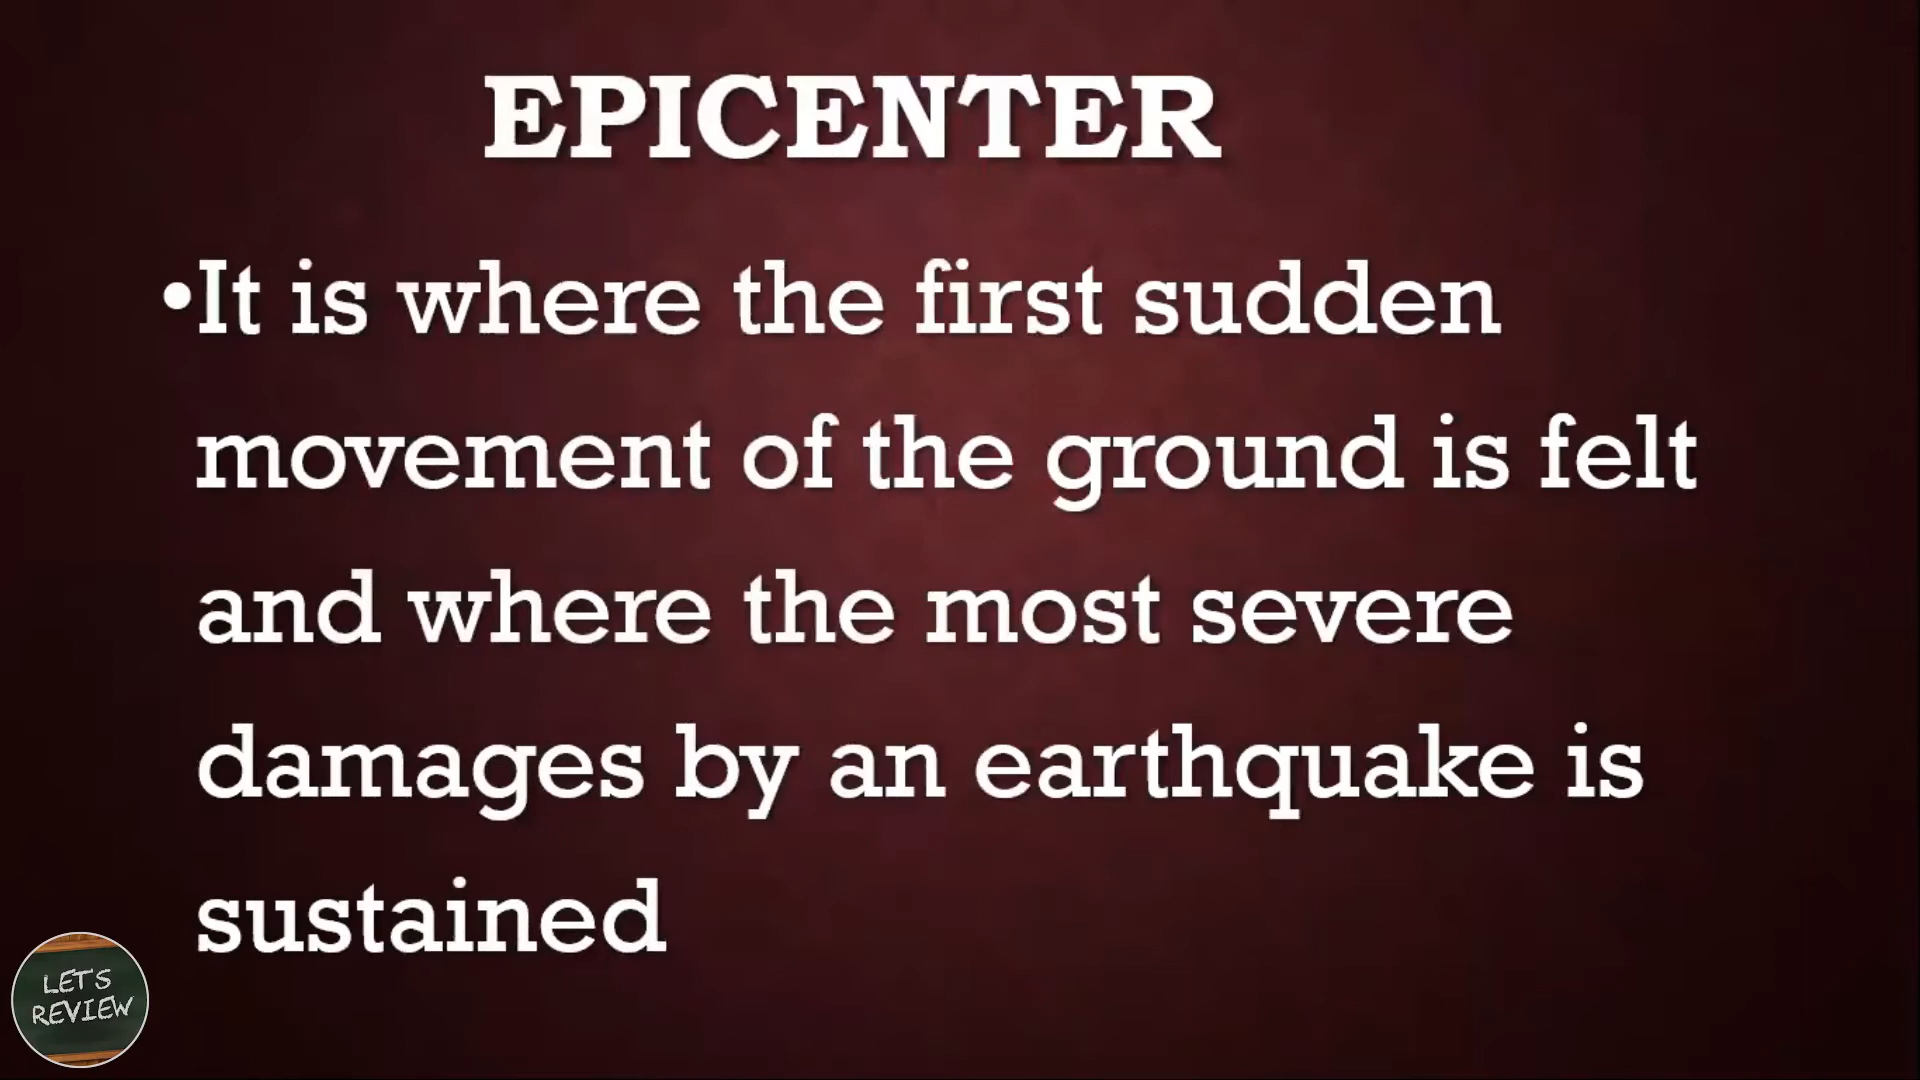 EPICENTER
•It is where the first sudden
movement of the ground is felt
and where the most severe
damages by an earthquake is
sustained
LET'S
REVIEW